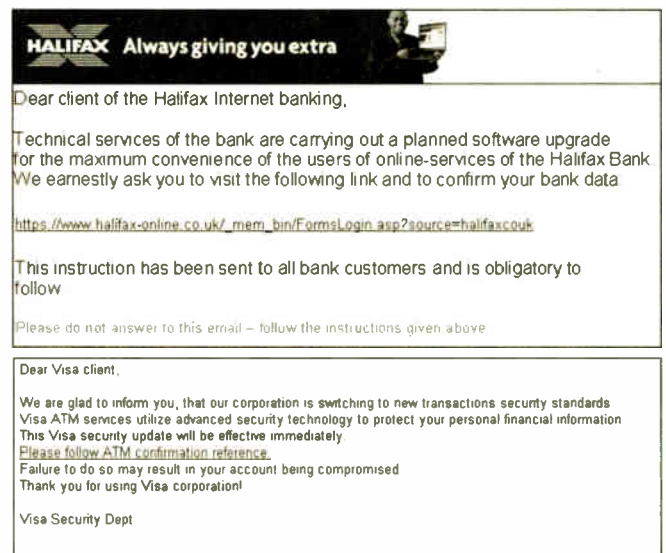 HALIFAX Always giving you extra
Dear client of the Halifax Internet banking,
Technical services of the bank are carrying out a planned software upgrade
for the maximum convenience of the users of online-services of the Halifax Bank
We earnestly ask you to visit the following link and to confirm your bank data
https://www.halifax-online.co.uk/_mem_bin/FormsLogin.asp?source=halifaxcouk
This instruction has been sent to all bank customers and is obligatory to
follow
Please do not answer to this email – follow the instructions given above
Dear Visa client,
We are glad to inform you, that our corporation is switching to new transactions security standards
Visa ATM services utilize advanced security technology to protect your personal financial information
This Visa security update will be effective immediately
Please follow ATM confirmation reference.
Failure to do so may result in your account being compromised
Thank you for using Visa corporation!
Visa Security Dept